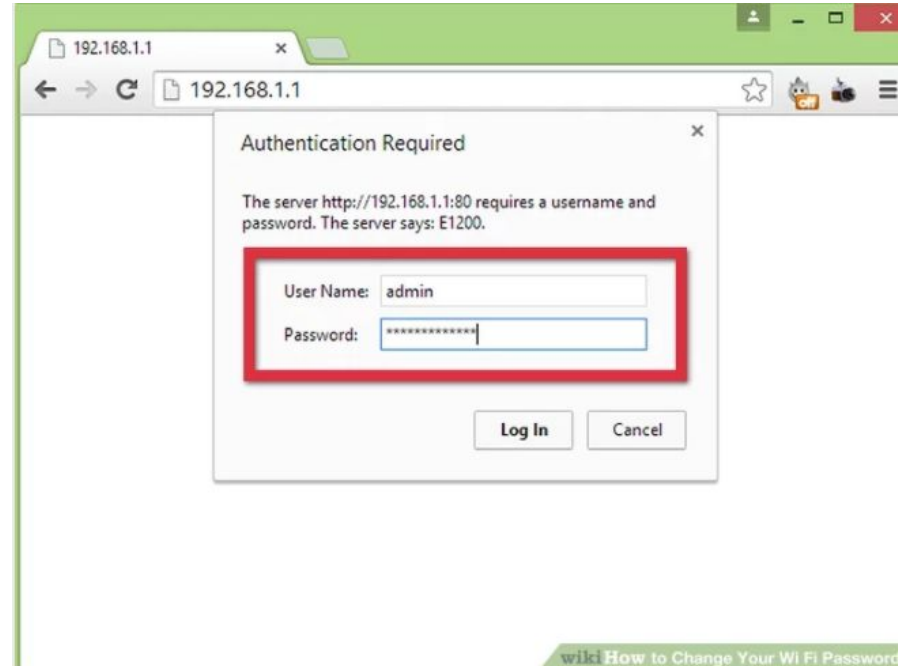 192.168.1.1
192.168.1.1
off
Authentication Required
The server http://192.168.1.1:80 requires a username and
password. The server says: E1200.
User Name: admin
Password: *************
Log In Cancel
wikiHow to Change Your Wi Fi Password